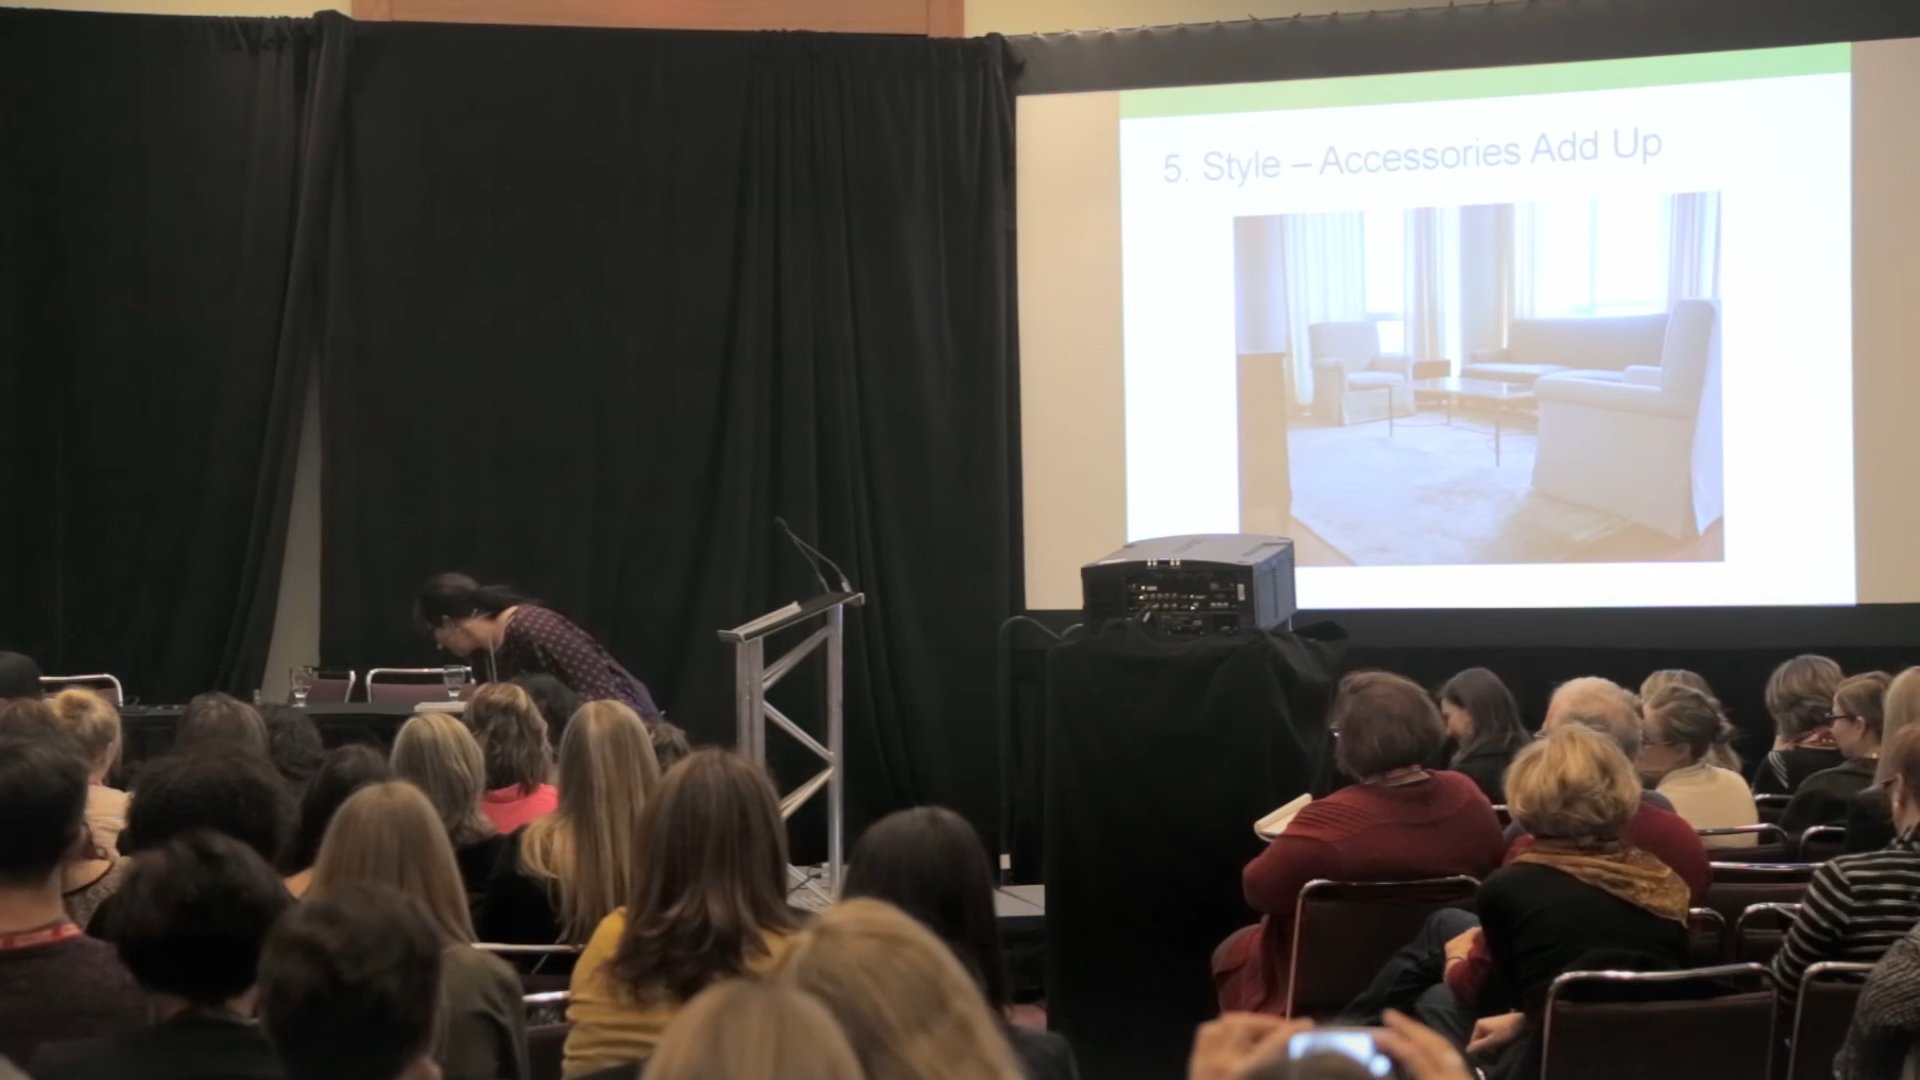 5. Style – Accessories Add Up